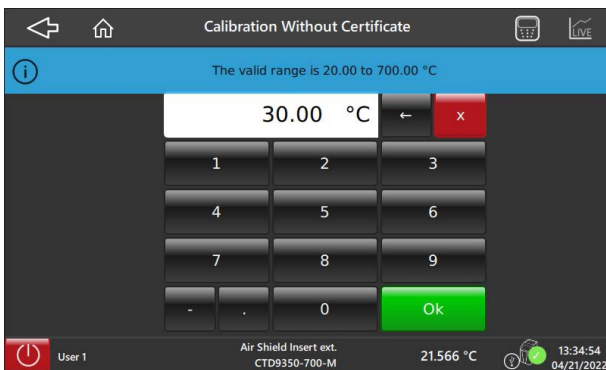 Calibration Without Certificate
LIVE
The valid range is 20.00 to 700.00 °C
30.00 °C ← x
1 2 3
4 5 6
7 8 9
- . 0 Ok
User 1
Air Shield Insert ext.
CTD9350-700-M
21.566 °C
13:34:54
04/21/2022